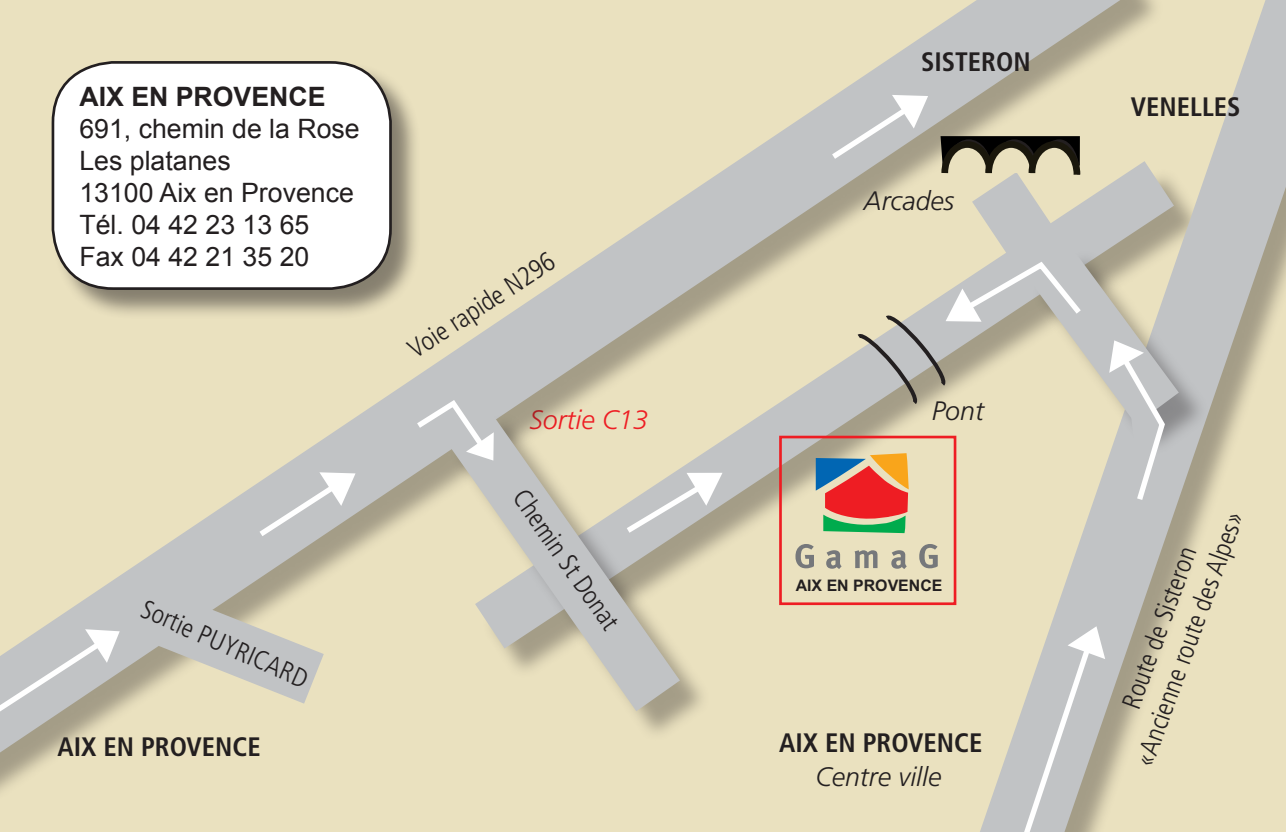 AIX EN PROVENCE
691, chemin de la Rose
Les platanes
13100 Aix en Provence
Tél. 04 42 23 13 65
Fax 04 42 21 35 20
SISTERON
VENELLES
Arcades
Voie rapide N296
Sortie C13
Pont
Chemin St Donat
GamaG
AIX EN PROVENCE
Sortie PUYRICARD
Route de Sisteron
«Ancienne route des Alpes»
AIX EN PROVENCE
AIX EN PROVENCE
Centre ville